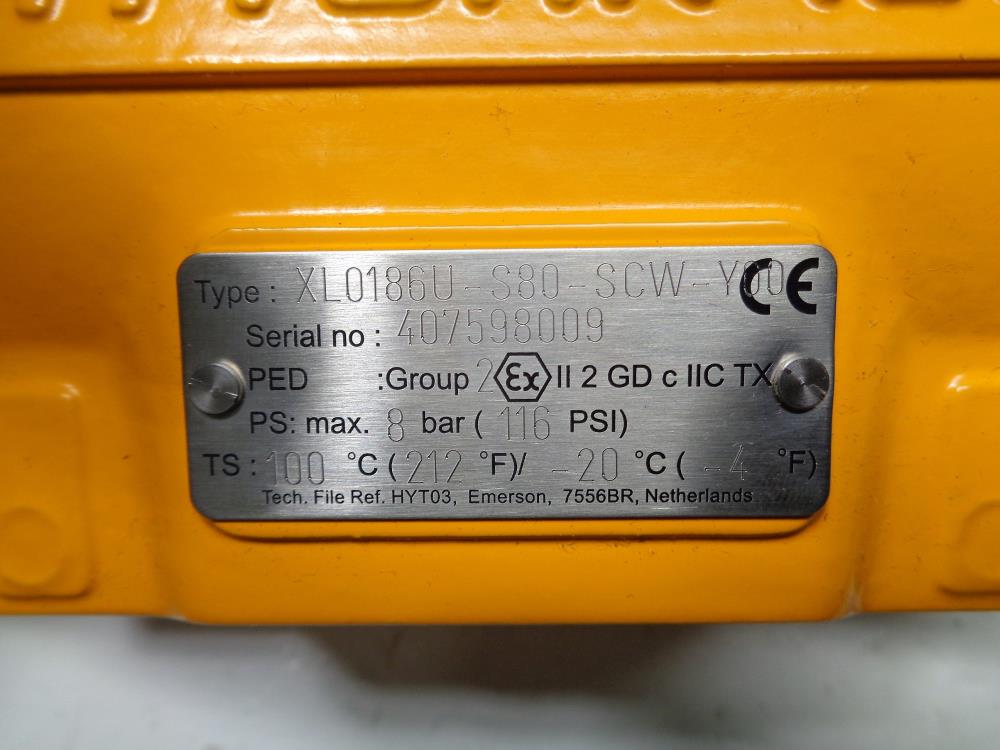 Type : XL0186U-S80-SCW-Y00 CE
Serial no : 407598009
PED :Group 2 Ex II 2 GD c IIC TX
PS: max. 8 bar ( 116 PSI)
TS : 100 °C ( 212 °F)/ -20 °C ( -4 °F)
Tech. File Ref. HYT03, Emerson, 7556BR, Netherlands